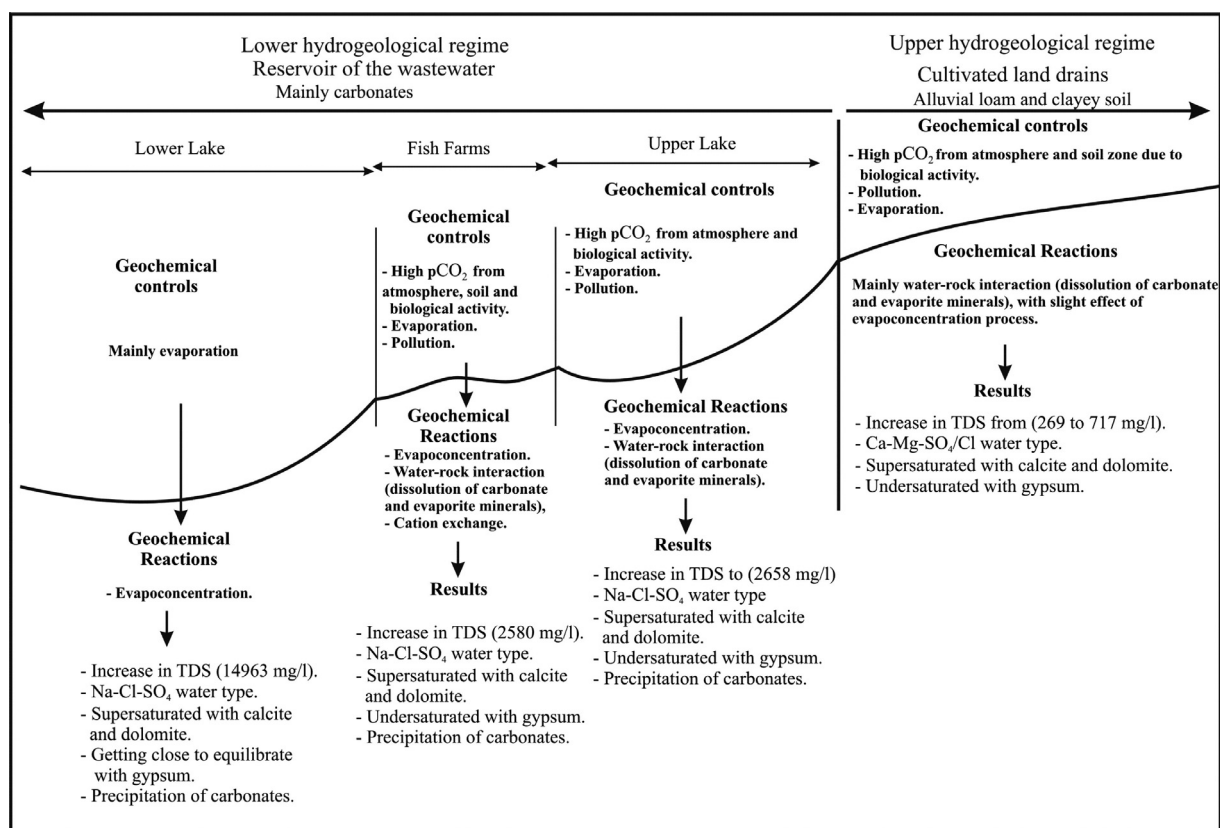 Lower hydrogeological regime
Reservoir of the wastewater
Mainly carbonates
Upper hydrogeological regime
Cultivated land drains
Alluvial loam and clayey soil
Lower Lake
Fish Farms
Upper Lake
Geochemical
controls
Mainly evaporation
Geochemical
Reactions
- Evapoconcentration.
- Increase in TDS (14963 mg/l).
- Na-Cl-SO₄ water type.
- Supersaturated with calcite
and dolomite.
- Getting close to equilibrate
with gypsum.
- Precipitation of carbonates.
Geochemical
controls
- High pCO₂ from
atmosphere, soil and
biological activity.
- Evaporation.
- Pollution.
Geochemical
Reactions
- Evapoconcentration.
- Water-rock interaction
(dissolution of carbonate
and evaporite minerals),
- Cation exchange.
Results
- Increase in TDS (2580 mg/l).
- Na-Cl-SO₄ water type.
- Supersaturated with calcite
and dolomite.
- Undersaturated with gypsum.
- Precipitation of carbonates.
Geochemical controls
- High pCO₂ from atmosphere and
biological activity.
- Evaporation.
- Pollution.
Geochemical Reactions
- Evapoconcentration.
- Water-rock interaction
(dissolution of carbonate
and evaporite minerals).
Results
- Increase in TDS to (2658 mg/l)
- Na-Cl-SO₄ water type
- Supersaturated with calcite
and dolomite.
- Undersaturated with gypsum.
- Precipitation of carbonates.
Geochemical controls
- High pCO₂ from atmosphere and soil zone due to
biological activity.
- Pollution.
- Evaporation.
Geochemical Reactions
Mainly water-rock interaction (dissolution of carbonate
and evaporite minerals), with slight effect of
evapoconcentration process.
Results
- Increase in TDS from (269 to 717 mg/l).
- Ca-Mg-SO₄/Cl water type.
- Supersaturated with calcite and dolomite.
- Undersaturated with gypsum.